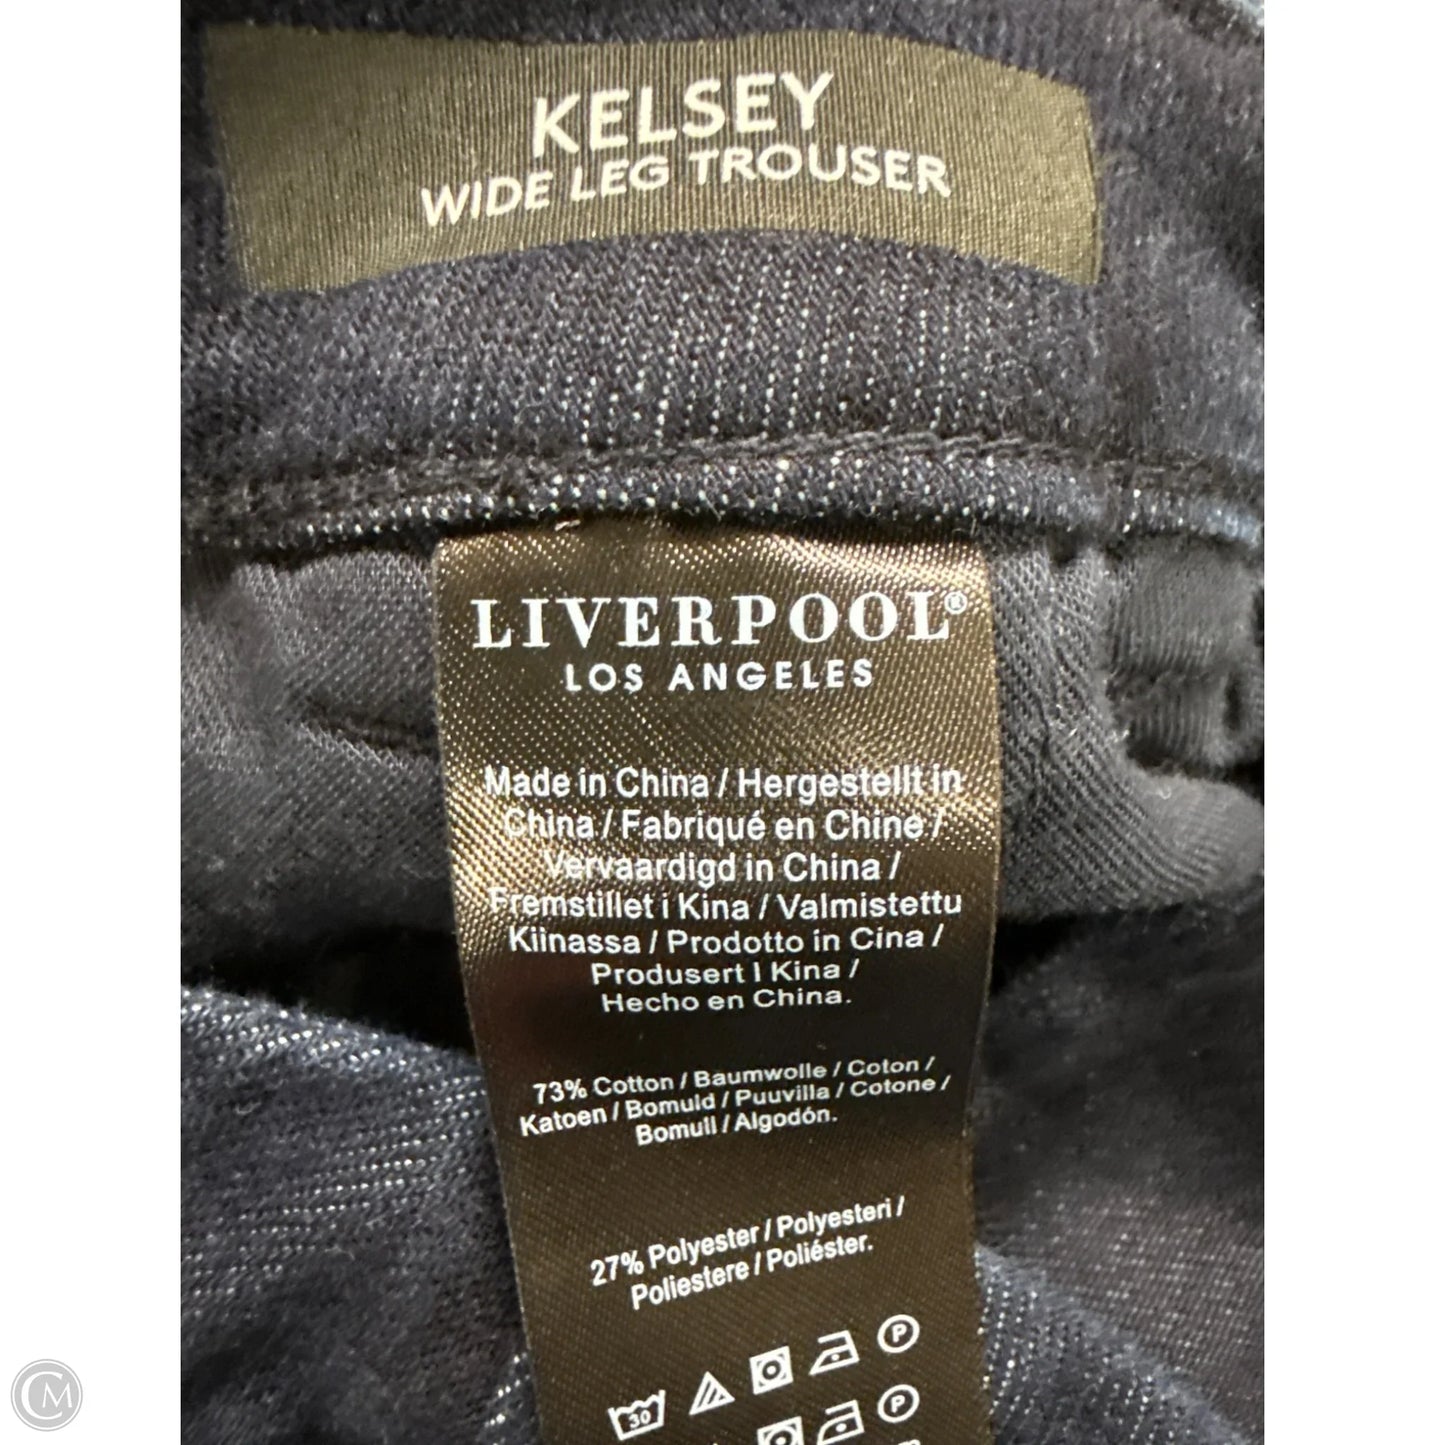 KELSEY
WIDE LEG TROUSER
LIVERPOOL®
LOS ANGELES
Made in China / Hergestellt in
China / Fabriqué en Chine /
Vervaardigd in China /
Fremstillet i Kina / Valmistettu
Kiinassa / Prodotto in Cina /
Produsert I Kina /
Hecho en China.
73% Cotton / Baumwolle / Coton /
Katoen / Bomuld / Puuvilla / Cotone /
Bomull / Algodón.
27% Polyester / Polyesteri /
Poliestere / Poliéster.
30 P
P
CM